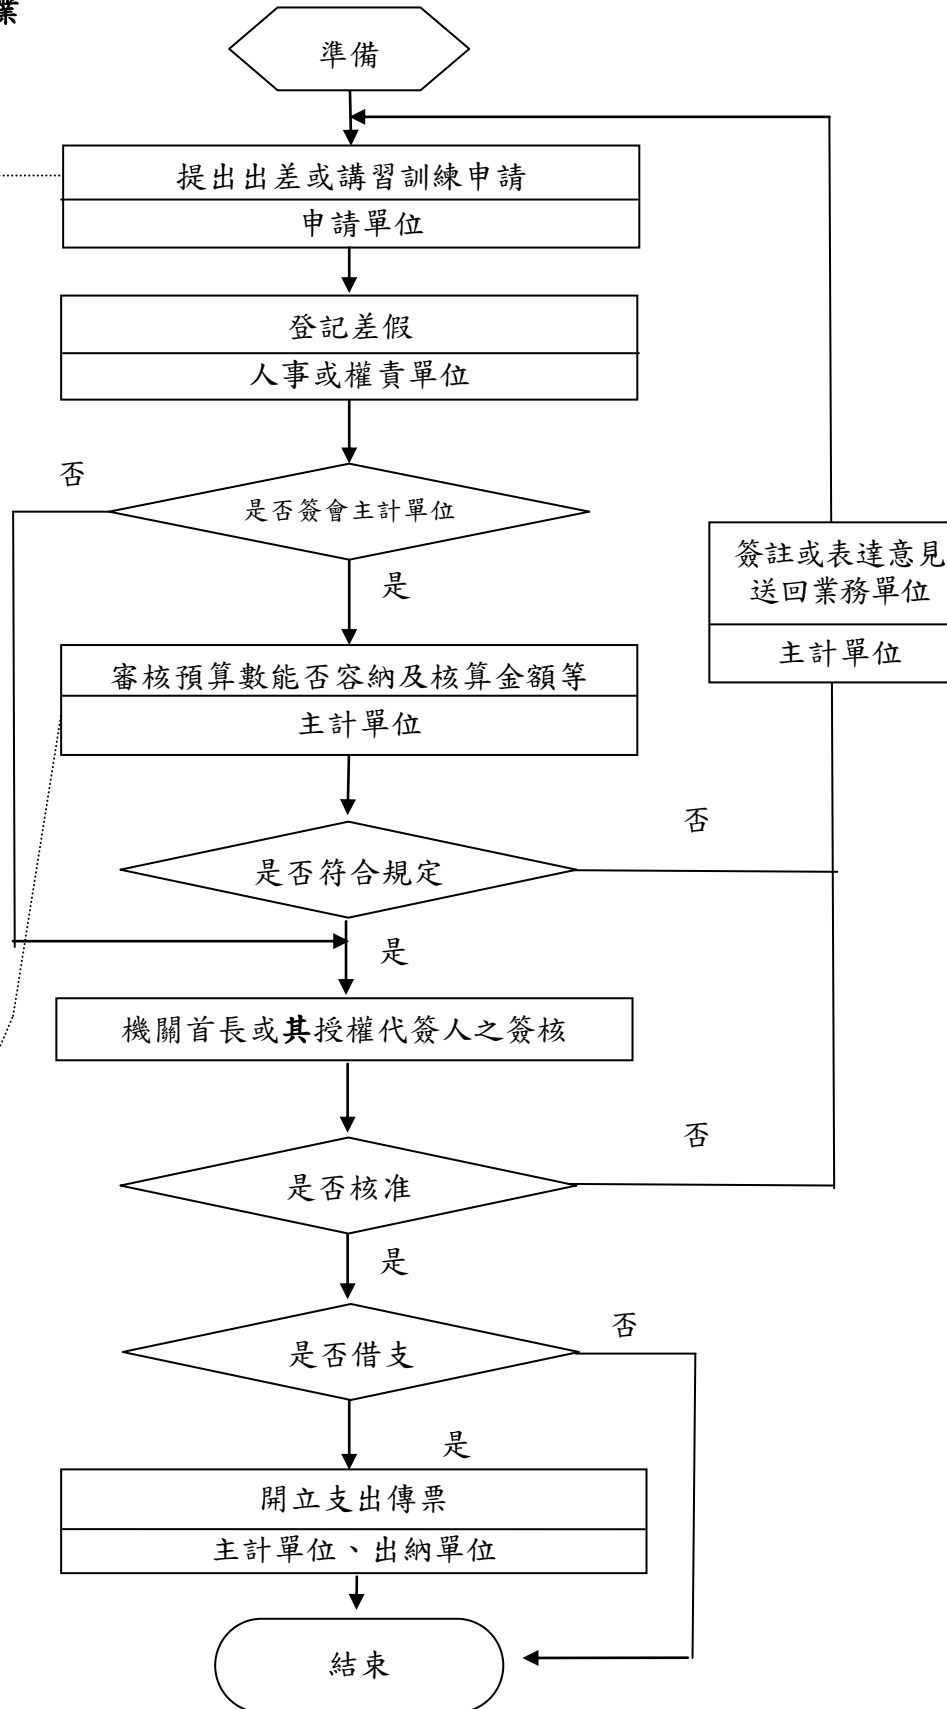 業
準備
提出出差或講習訓練申請
申請單位
登記差假
人事或權責單位
否
是否簽會主計單位
是
簽註或表達意見
送回業務單位
主計單位
審核預算數能否容納及核算金額等
主計單位
否
是否符合規定
是
機關首長或其授權代簽人之簽核
否
是否核准
是
否
是否借支
是
開立支出傳票
主計單位、出納單位
結束